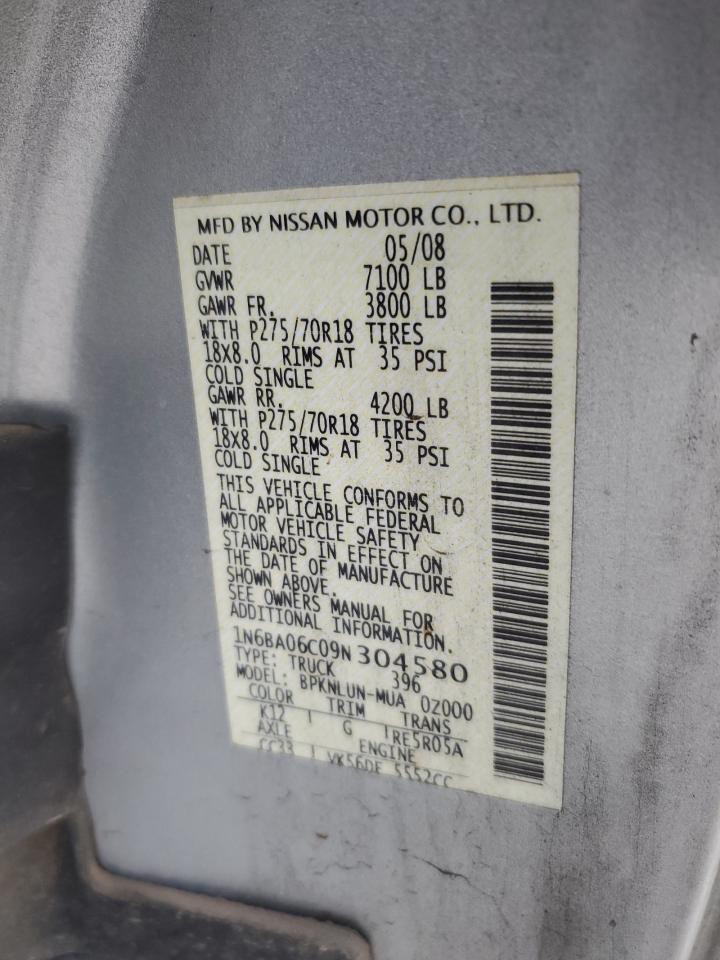 MFD BY NISSAN MOTOR CO., LTD.
DATE 05/08
GVWR 7100 LB
GAWR FR. 3800 LB
WITH P275/70R18 TIRES
18X8.0 RIMS AT 35 PSI
COLD SINGLE
GAWR RR. 4200 LB
WITH P275/70R18 TIRES
18X8.0 RIMS AT 35 PSI
COLD SINGLE
THIS VEHICLE CONFORMS TO
ALL APPLICABLE FEDERAL
MOTOR VEHICLE SAFETY
STANDARDS IN EFFECT ON
THE DATE OF MANUFACTURE
SHOWN ABOVE.
SEE OWNERS MANUAL FOR
ADDITIONAL INFORMATION.
1N6BA06C09N304580
TYPE: TRUCK 396
MODEL: BPKNLUN-MUA 0Z000
COLOR TRIM TRANS
K12 | G | RE5R05A
AXLE ENGINE
CC33 | VK56DE 5552CC